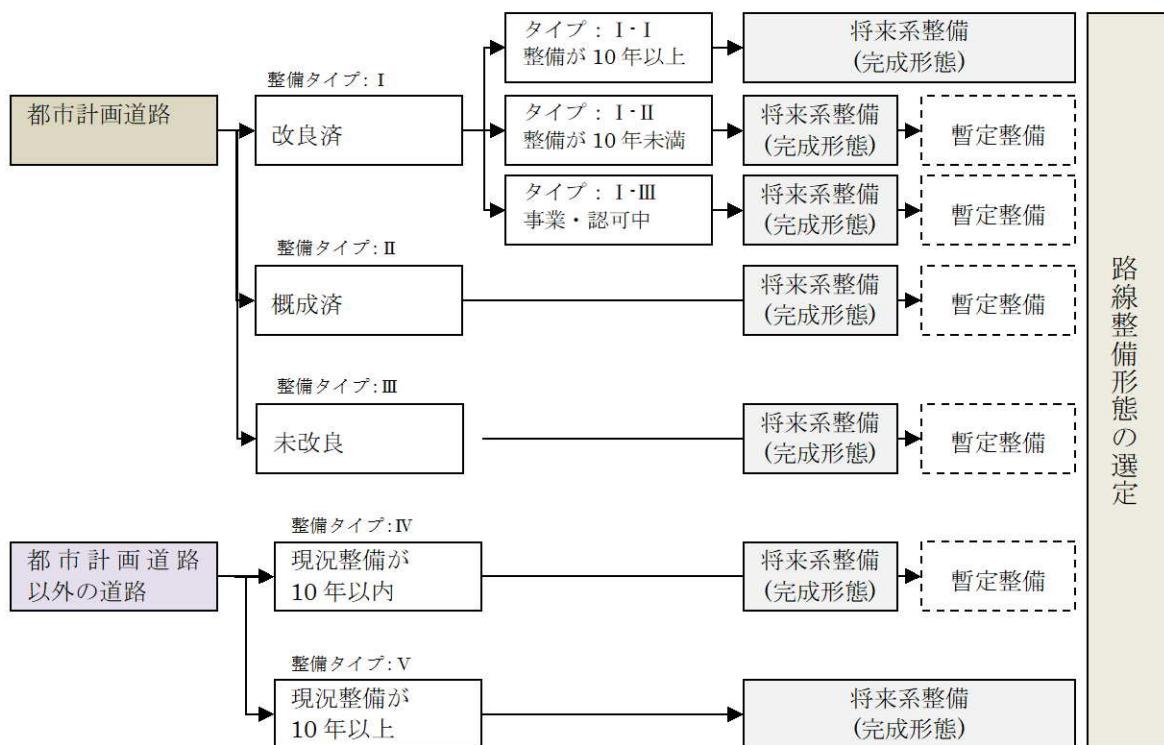 都市計画道路
整備タイプ：Ⅰ
改良済
タイプ：Ⅰ-Ⅰ
整備が10年以上
将来系整備
(完成形態)
タイプ：Ⅰ-Ⅱ
整備が10年未満
将来系整備
(完成形態)
暫定整備
タイプ：Ⅰ-Ⅲ
事業・認可中
将来系整備
(完成形態)
暫定整備
整備タイプ：Ⅱ
概成済
将来系整備
(完成形態)
暫定整備
整備タイプ：Ⅲ
未改良
将来系整備
(完成形態)
暫定整備
都市計画道路
以外の道路
整備タイプ：Ⅳ
現況整備が
10年以内
将来系整備
(完成形態)
暫定整備
整備タイプ：Ⅴ
現況整備が
10年以上
将来系整備
(完成形態)
路線整備形態の選定